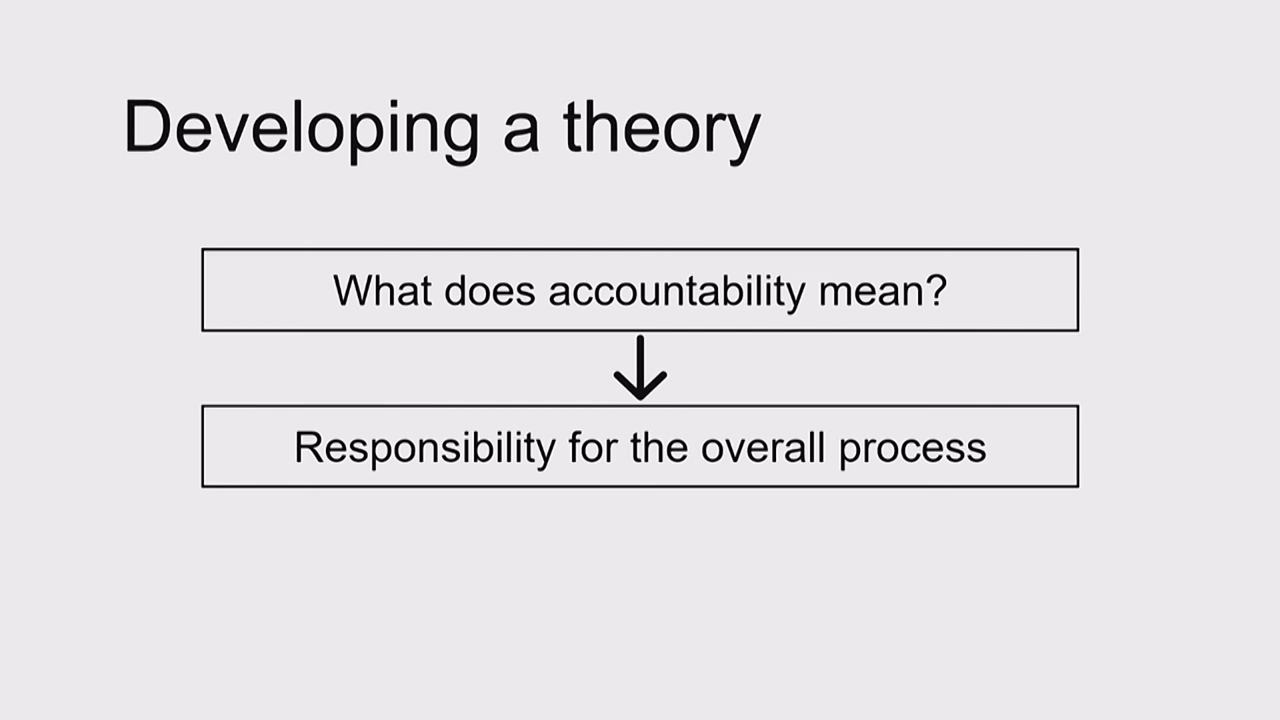 Developing a theory
What does accountability mean?
Responsibility for the overall process